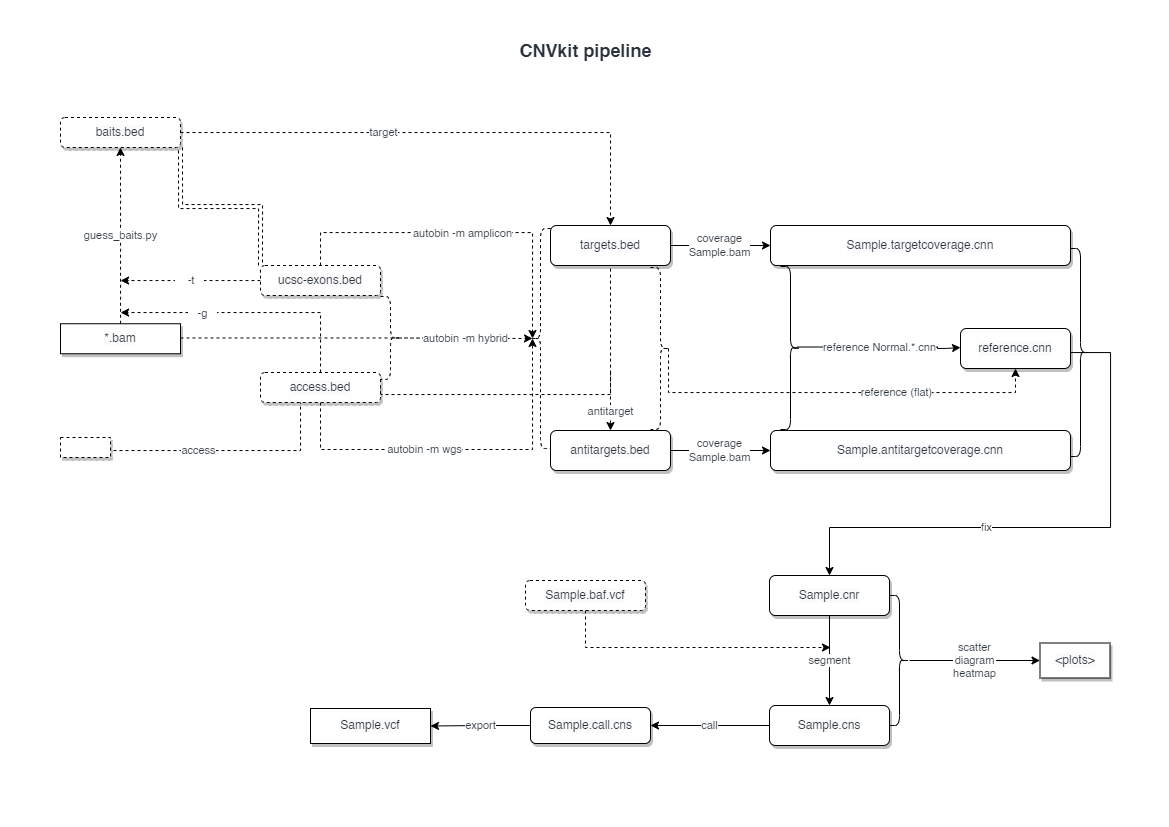 CNVkit pipeline
baits.bed
target
guess_baits.py
autobin -m amplicon
targets.bed
coverage
Sample.bam
Sample.targetcoverage.cnn
-t
ucsc-exons.bed
-g
*.bam
autobin -m hybrid
reference Normal.*.cnn
reference.cnn
access.bed
reference (flat)
antitarget
access
autobin -m wgs
antitargets.bed
coverage
Sample.bam
Sample.antitargetcoverage.cnn
fix
Sample.baf.vcf
Sample.cnr
segment
scatter
diagram
heatmap
<plots>
Sample.vcf
export
Sample.call.cns
call
Sample.cns